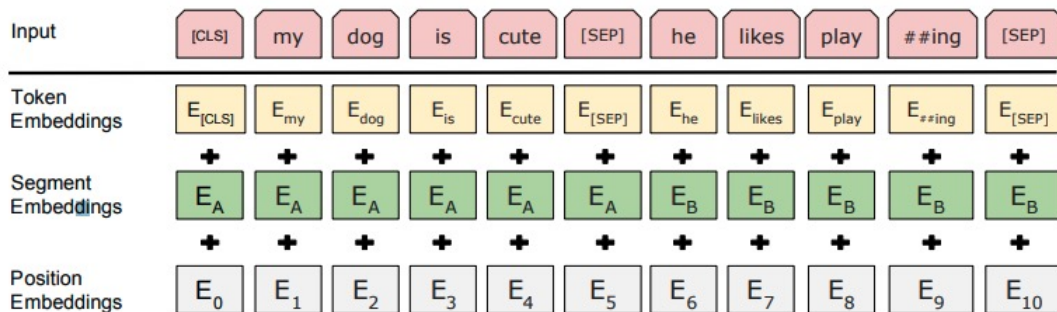 Input [CLS] my dog is cute [SEP] he likes play ##ing [SEP]
Token
Embeddings E[CLS] Emy Edog Eis Ecute E[SEP] Ehe Elikes Eplay E##ing E[SEP]
+ + + + + + + + + + +
Segment
Embeddings EA EA EA EA EA EA EB EB EB EB EB
+ + + + + + + + + + +
Position
Embeddings E0 E1 E2 E3 E4 E5 E6 E7 E8 E9 E10